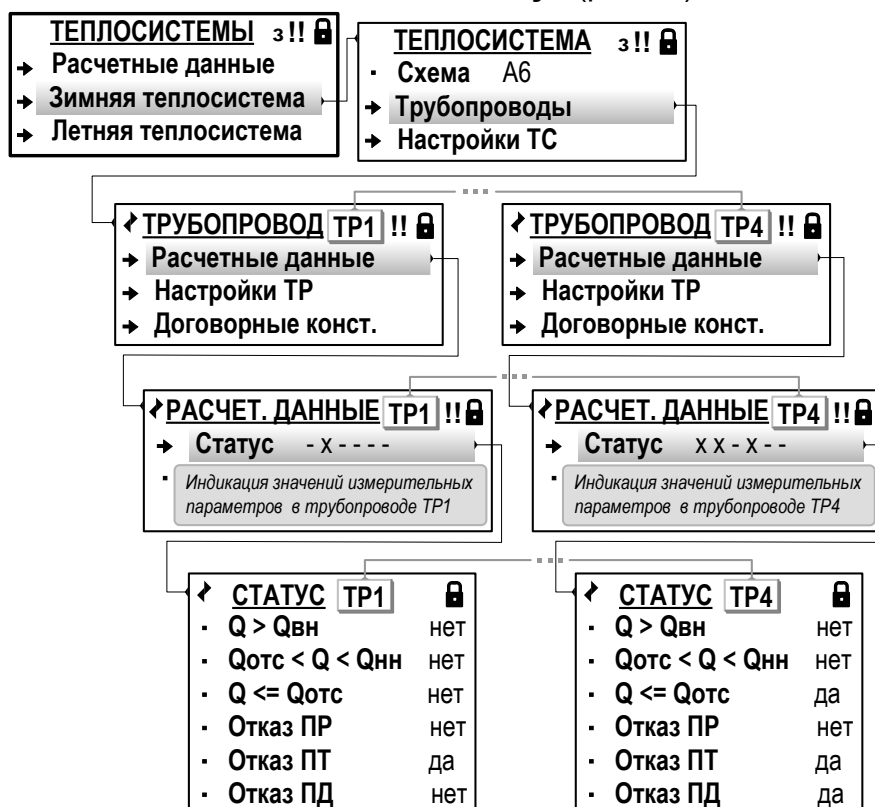 ТЕПЛОСИСТЕМЫ з !!
Расчетные данные
Зимняя теплосистема
Летняя теплосистема
ТЕПЛОСИСТЕМА з !!
Схема А6
Трубопроводы
Настройки ТС
ТРУБОПРОВОД ТР1 !!
Расчетные данные
Настройки ТР
Договорные конст.
ТРУБОПРОВОД ТР4 !!
Расчетные данные
Настройки ТР
Договорные конст.
РАСЧЕТ. ДАННЫЕ ТР1 !!
Статус - x - - - -
Индикация значений измерительных
параметров в трубопроводе ТР1
РАСЧЕТ. ДАННЫЕ ТР4 !!
Статус x x - x - -
Индикация значений измерительных
параметров в трубопроводе ТР4
СТАТУС ТР1
Q > Qвн нет
Qотс < Q < Qнн нет
Q <= Qотс нет
Отказ ПР нет
Отказ ПТ да
Отказ ПД нет
СТАТУС ТР4
Q > Qвн нет
Qотс < Q < Qнн нет
Q <= Qотс да
Отказ ПР нет
Отказ ПТ да
Отказ ПД да